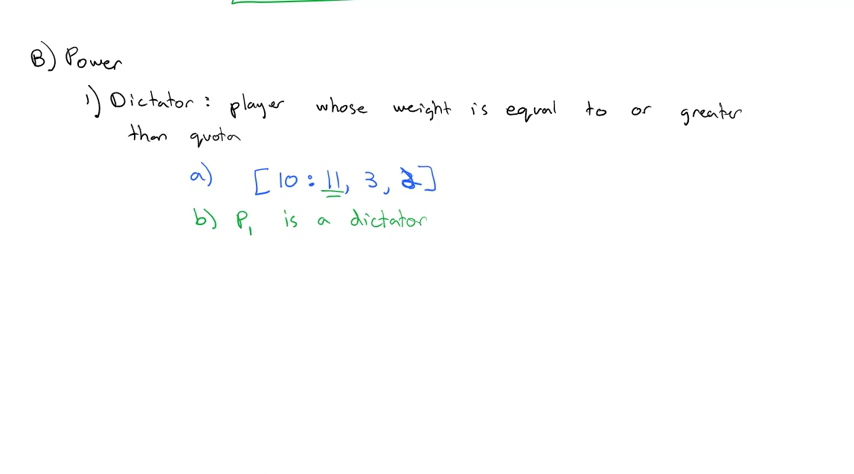 B) Power
1) Dictator: player whose weight is equal to or greater
than quota
a) [10 : 11, 3, 2]
b) P₁ is a dictator